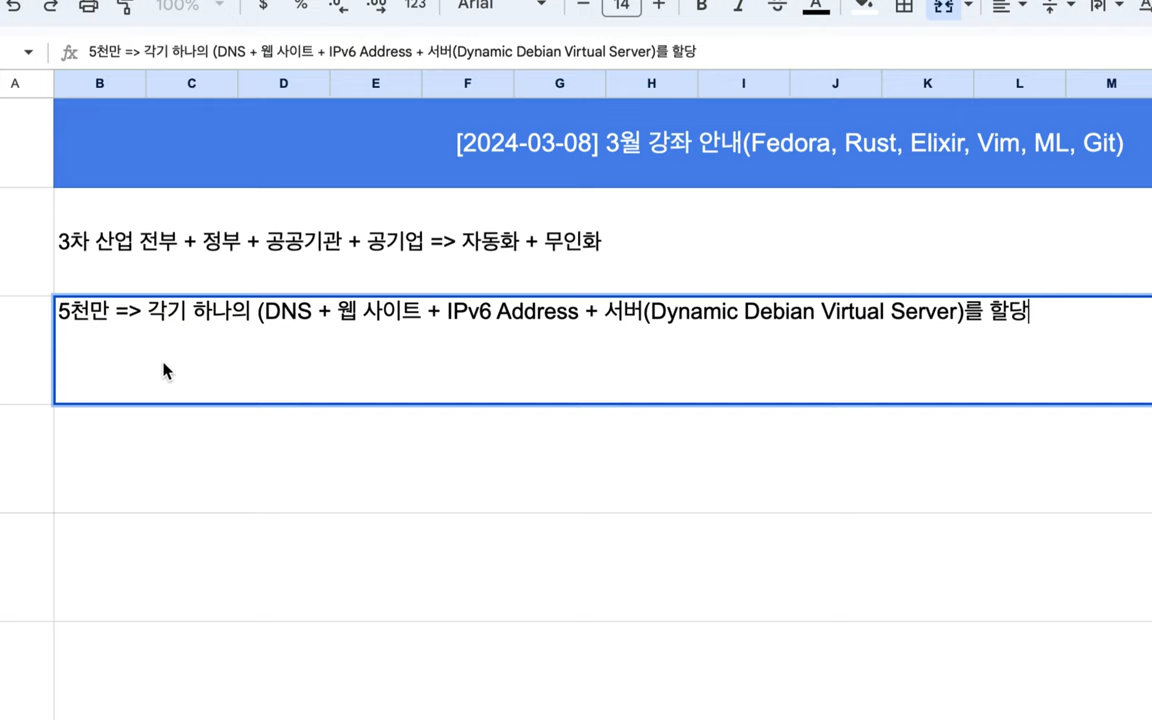 100%
$ % .0 .00 123
Arial
14
B I A
5천만 => 각기 하나의 (DNS + 웹 사이트 + IPv6 Address + 서버(Dynamic Debian Virtual Server)를 할당
A B C D E F G H I J K L M
[2024-03-08] 3월 강좌 안내(Fedora, Rust, Elixir, Vim, ML, Git)
3차 산업 전부 + 정부 + 공공기관 + 공기업 => 자동화 + 무인화
5천만 => 각기 하나의 (DNS + 웹 사이트 + IPv6 Address + 서버(Dynamic Debian Virtual Server)를 할당